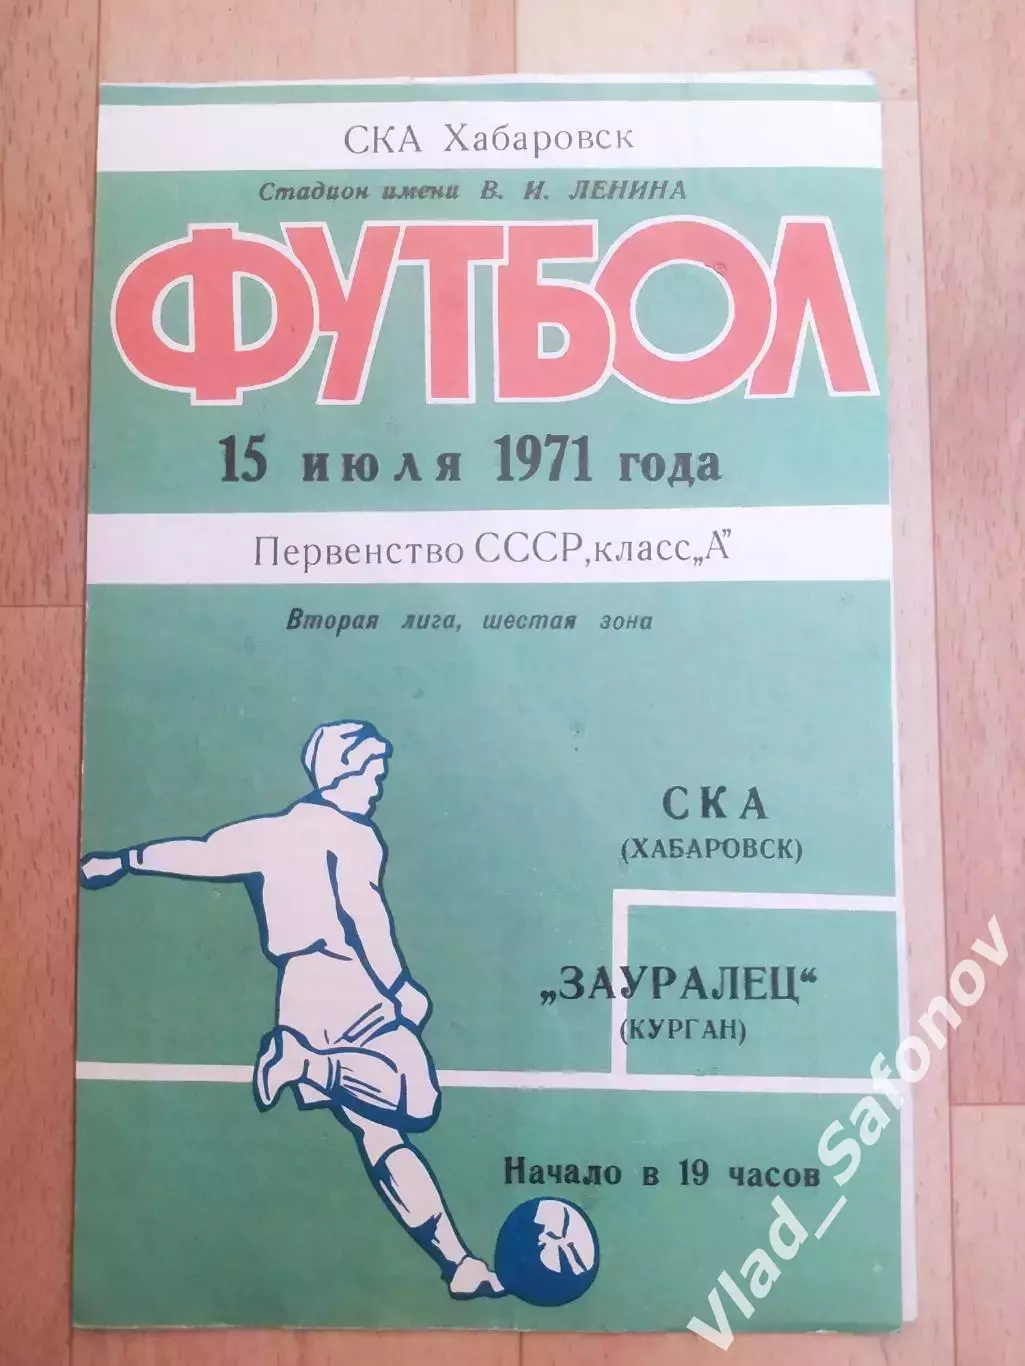 СКА Хабаровск
Стадион имени В. И. ЛЕНИНА
ФУТБОЛ
15 июля 1971 года
Первенство СССР, класс „А”
Вторая лига, шестая зона
СКА
(ХАБАРОВСК)
„ЗАУРАЛЕЦ“
(КУРГАН)
Начало в 19 часов
Vlad_Safonov